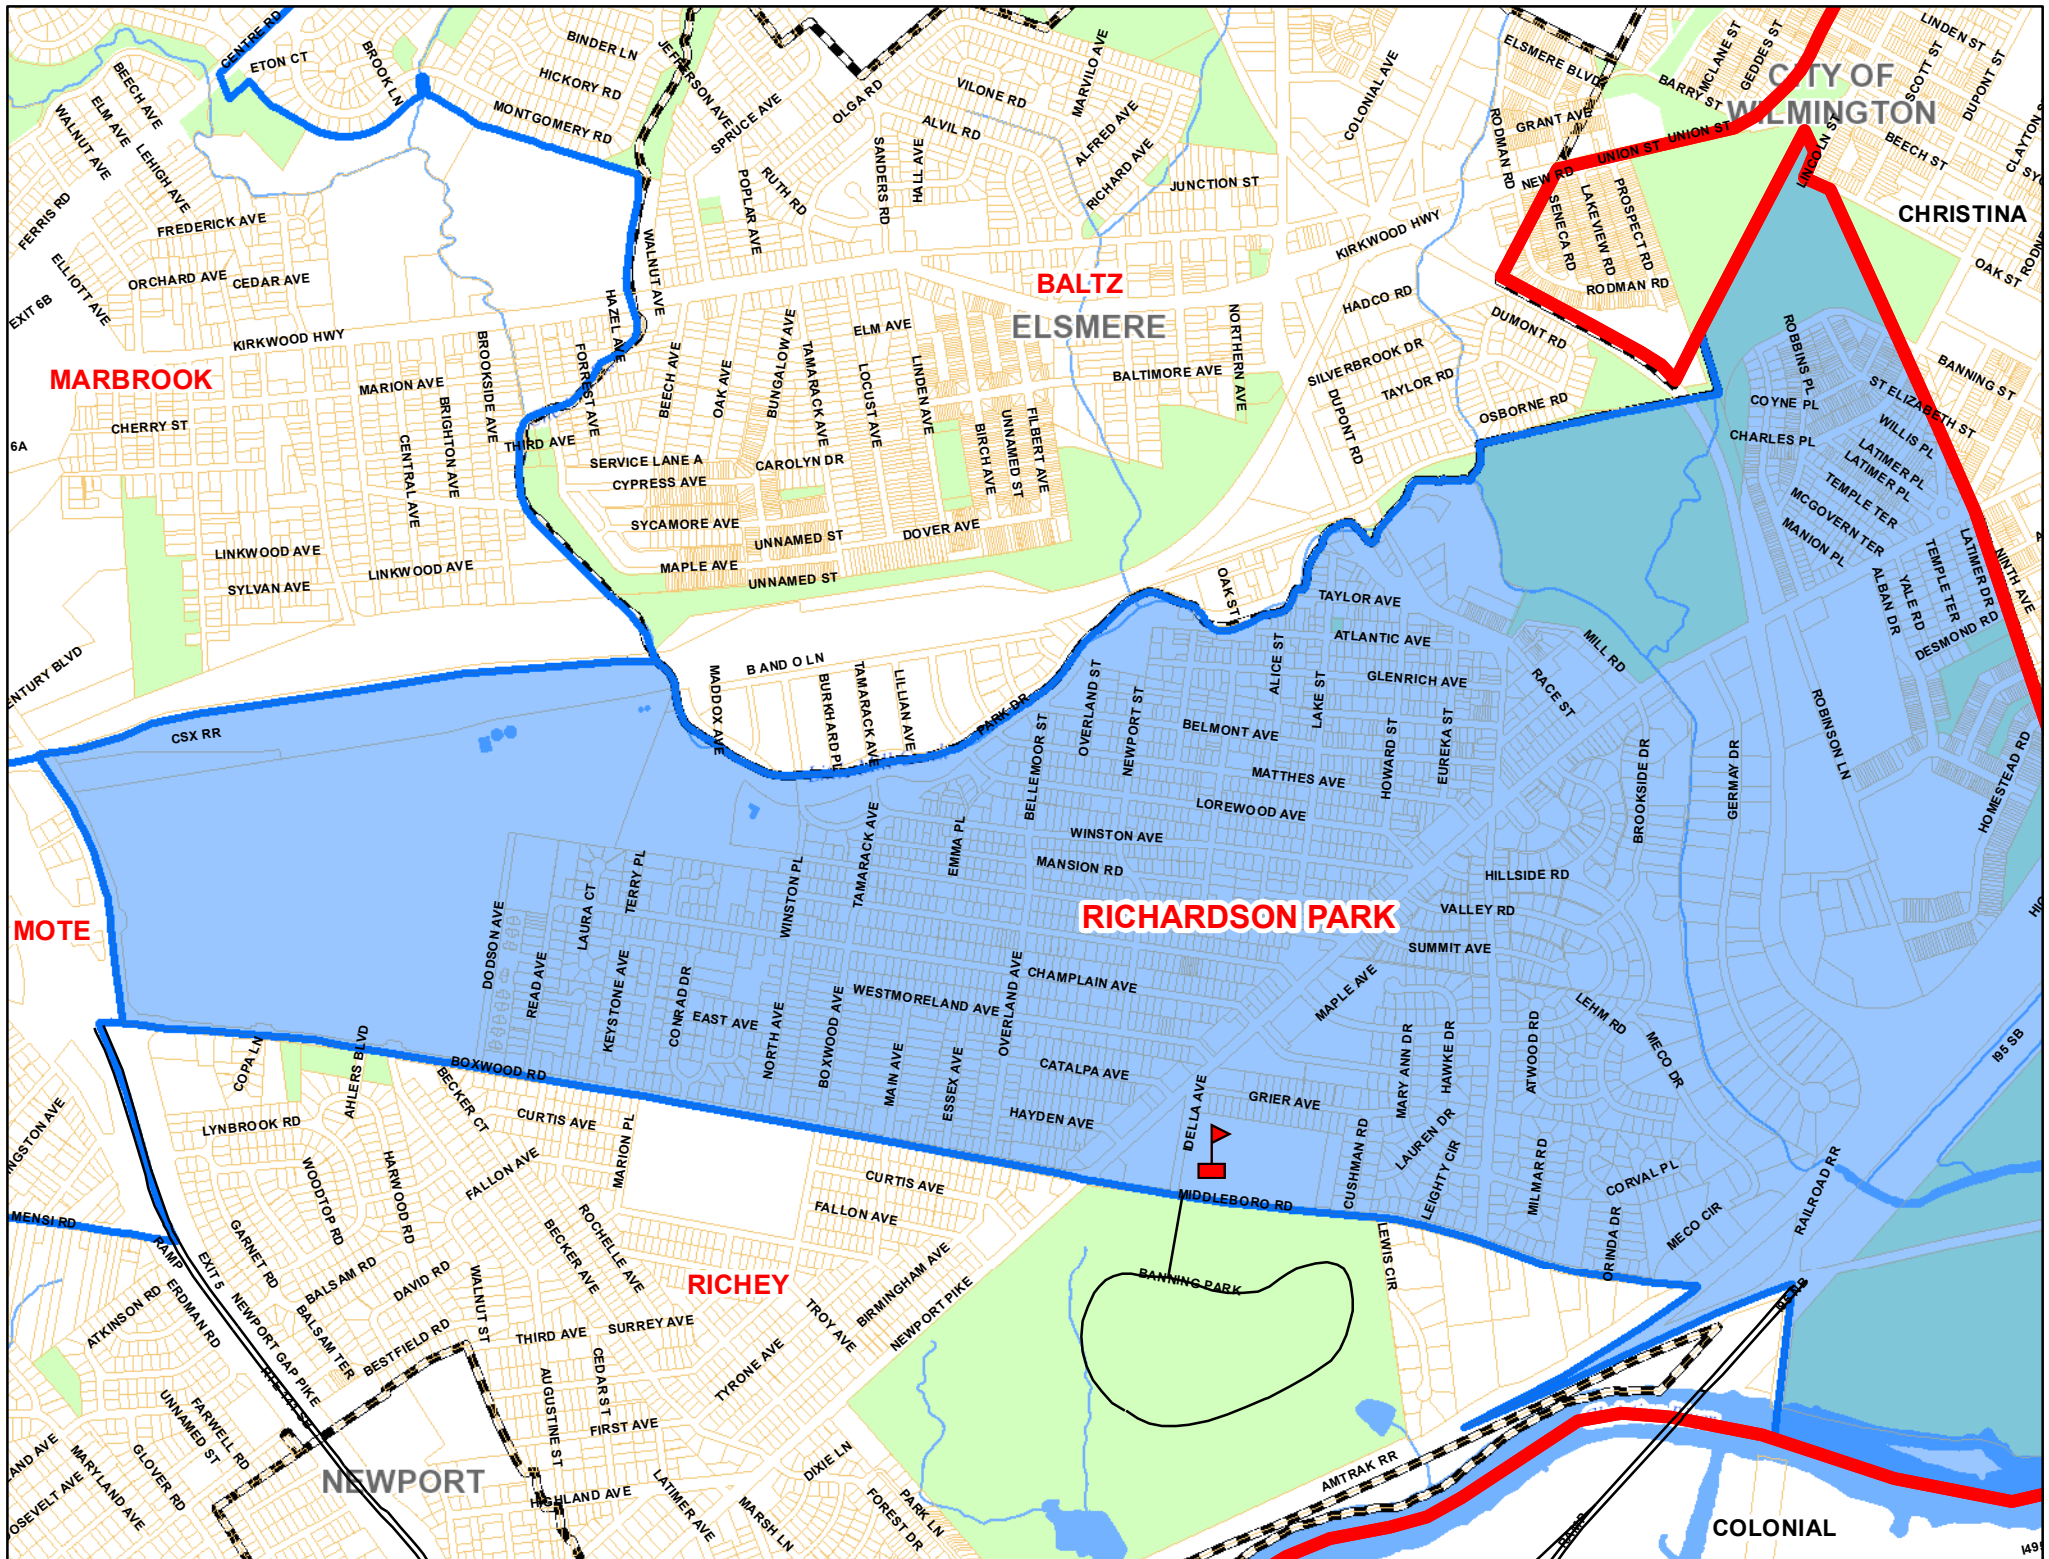 CENTRE RD
ETON CT
BROOK LN
BINDER LN
HICKORY RD
MONTGOMERY RD
JEFFERSON AVE
SPRUCE AVE
OLGA RD
VILONE RD
MARVILO AVE
ALVIL RD
ALFRED AVE
RICHARD AVE
COLONIAL AVE
ELSMERE BLVD
BARRY ST
MCLANE ST
GEDDES ST
LINDEN ST
SCOTT ST
DUPONT ST
CITY OF
WILMINGTON
GRANT AVE
RODMAN RD
UNION ST
UNION ST
LINCOLN ST
BEECH ST
BEECH AVE
ELM AVE
WALNUT AVE
LEHIGH AVE
FERRIS RD
FREDERICK AVE
ORCHARD AVE
CEDAR AVE
ELLIOTT AVE
EXIT 6B
KIRKWOOD HWY
HAZEL AVE
WALNUT AVE
POPLAR AVE
RUTH RD
SANDERS RD
HALL AVE
JUNCTION ST
KIRKWOOD HWY
NEW RD
SENECA RD
LAKEVIEW RD
PROSPECT RD
RODMAN RD
CHRISTINA
OAK ST
BALTZ
ELSMERE
HADCO RD
DUMONT RD
NORTHERN AVE
MARBROOK
CHERRY ST
6A
MARION AVE
BRIGHTON AVE
BROOKSIDE AVE
CENTRAL AVE
FORREST AVE
THIRD AVE
BEECH AVE
OAK AVE
BUNGALOW AVE
TAMARACK AVE
ELM AVE
LOCUST AVE
LINDEN AVE
BIRCH AVE
UNNAMED ST
FILBERT AVE
BALTIMORE AVE
SILVERBROOK DR
TAYLOR RD
DUPONT RD
OSBORNE RD
ROBBINS PL
COYNE PL
CHARLES PL
ST ELIZABETH ST
BANNING ST
WILLIS PL
LATIMER PL
LATIMER PL
TEMPLE TER
MCGOVERN TER
MANION PL
SERVICE LANE A
CYPRESS AVE
CAROLYN DR
SYCAMORE AVE
UNNAMED ST
DOVER AVE
MAPLE AVE
UNNAMED ST
LINKWOOD AVE
LINKWOOD AVE
SYLVAN AVE
ALBAN DR
YALE RD
TEMPLE TER
LATIMER DR
NINTH AVE
DESMOND RD
OAK ST
TAYLOR AVE
ATLANTIC AVE
ALICE ST
GLENRICH AVE
LAKE ST
RACE ST
MILL RD
ROBINSON LN
B AND O LN
MADDOX AVE
BURKHARD PL
TAMARACK AVE
LILLIAN AVE
PARK DR
CSX RR
BELLEMOOR ST
OVERLAND ST
NEWPORT ST
BELMONT AVE
MATTHES AVE
HOWARD ST
EUREKA ST
LOREWOOD AVE
WINSTON AVE
MANSION RD
BROOKSIDE DR
GERMAY DR
HOMESTEAD RD
MOTE
DODSON AVE
READ AVE
LAURA CT
TERRY PL
KEYSTONE AVE
CONRAD DR
EAST AVE
WINSTON PL
TAMARACK AVE
EMMA PL
NORTH AVE
BOXWOOD AVE
WESTMORELAND AVE
OVERLAND AVE
CHAMPLAIN AVE
RICHARDSON PARK
HILLSIDE RD
VALLEY RD
SUMMIT AVE
MAPLE AVE
LEHM RD
MECO DR
I95 SB
MAIN AVE
ESSEX AVE
CATALPA AVE
HAYDEN AVE
IDELLA AVE
GRIER AVE
MARY ANN DR
HAWKE DR
ATWOOD RD
LAUREN DR
LEIGHTY CIR
CUSHMAN RD
MILMAR RD
CORVAL PL
ORINDA DR
MECO CIR
RAILROAD RR
I95 NB
BOXWOOD RD
MIDDLEBORO RD
COPA LN
AHLERS BLVD
BECKER CT
CURTIS AVE
MARION PL
LYNBROOK RD
WOODTOP RD
HARWOOD RD
FALLON AVE
CURTIS AVE
FALLON AVE
BECKER AVE
ROCHELLE AVE
GARNET RD
BALSAM RD
DAVID RD
BALSAM TER
BESTFIELD RD
WALNUT ST
THIRD AVE
SURREY AVE
RICHEY
TROY AVE
BIRMINGHAM AVE
NEWPORT PIKE
TYRONE AVE
BANNING PARK
LEWIS CIR
RAMP
EXIT 5
NEWPORT GAP PIKE
ERDMAN RD
ATKINSON RD
UNNAMED ST
FARWELL RD
GLOVER RD
MARYLAND AVE
NEWPORT
AUGUSTINE ST
CEDAR ST
FIRST AVE
HIGHLAND AVE
LATIMER AVE
MARSH LN
DIXIE LN
PARK LN
FOREST DR
AMTRAK RR
RAMP
COLONIAL